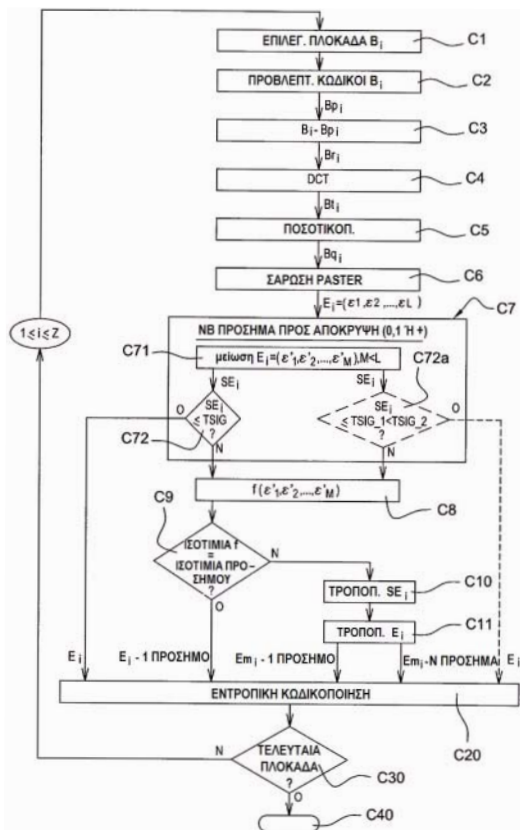 ΕΠΙΛΕΓ. ΠΛΟΚΑΔΑ Bi
C1
ΠΡΟΒΛΕΠΤ. ΚΩΔΙΚΟΙ Bi
C2
Bpi
Bi-Bpi
C3
Bri
DCT
C4
Bti
ΠΟΣΟΤΙΚΟΠ.
C5
Bqi
ΣΑΡΩΣΗ PASTER
C6
Ei=(ε1,ε2,...,εL)
C7
1≤i≤Z
NB ΠΡΟΣΗΜΑ ΠΡΟΣ ΑΠΟΚΡΥΨΗ (0,1 Ή +)
C71
μείωση Ei=(ε'1,ε'2,...,ε'M),M<L
C72a
SEi
SEi
O
SEi
≤ TSIG
?
C72
N
SEi
≤ TSIG_1<TSIG_2
?
O
N
f(ε'1,ε'2,...,ε'M)
C8
C9
ΙΣΟΤΙΜΙΑ f
=
ΙΣΟΤΙΜΙΑ ΠΡΟ-
ΣΗΜΟΥ
?
N
O
ΤΡΟΠΟΠ. SEi
C10
ΤΡΟΠΟΠ. Ei
C11
Ei
Ei - 1 ΠΡΟΣΗΜΟ
Emi - 1 ΠΡΟΣΗΜΟ
Emi-N ΠΡΟΣΗΜΑ
Ei
ΕΝΤΡΟΠΙΚΗ ΚΩΔΙΚΟΠΟΙΗΣΗ
C20
N
ΤΕΛΕΥΤΑΙΑ
ΠΛΟΚΑΔΑ
?
C30
O
C40